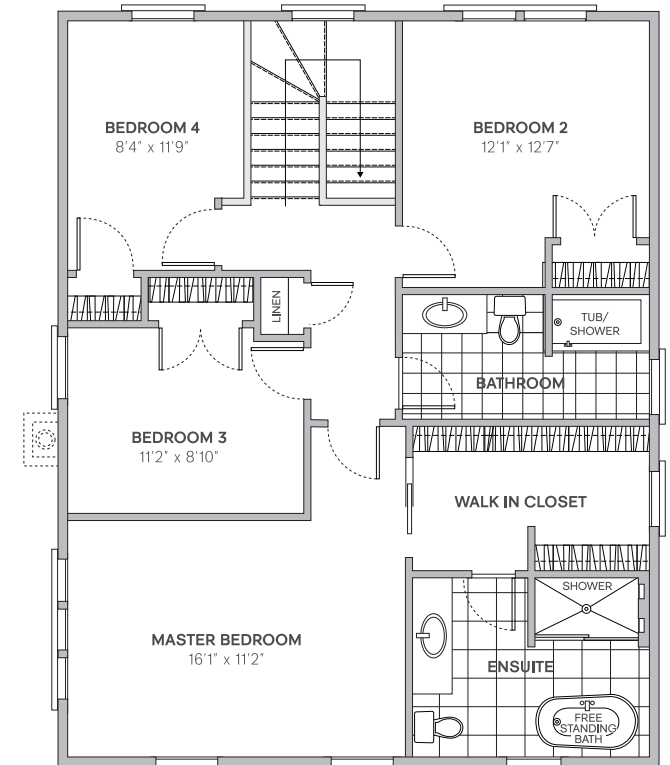 BEDROOM 4
8'4" x 11'9"
BEDROOM 2
12'1" x 12'7"
LINEN
TUB/
SHOWER
BATHROOM
BEDROOM 3
11'2" x 8'10"
WALK IN CLOSET
SHOWER
MASTER BEDROOM
16'1" x 11'2"
ENSUITE
FREE
STANDING
BATH